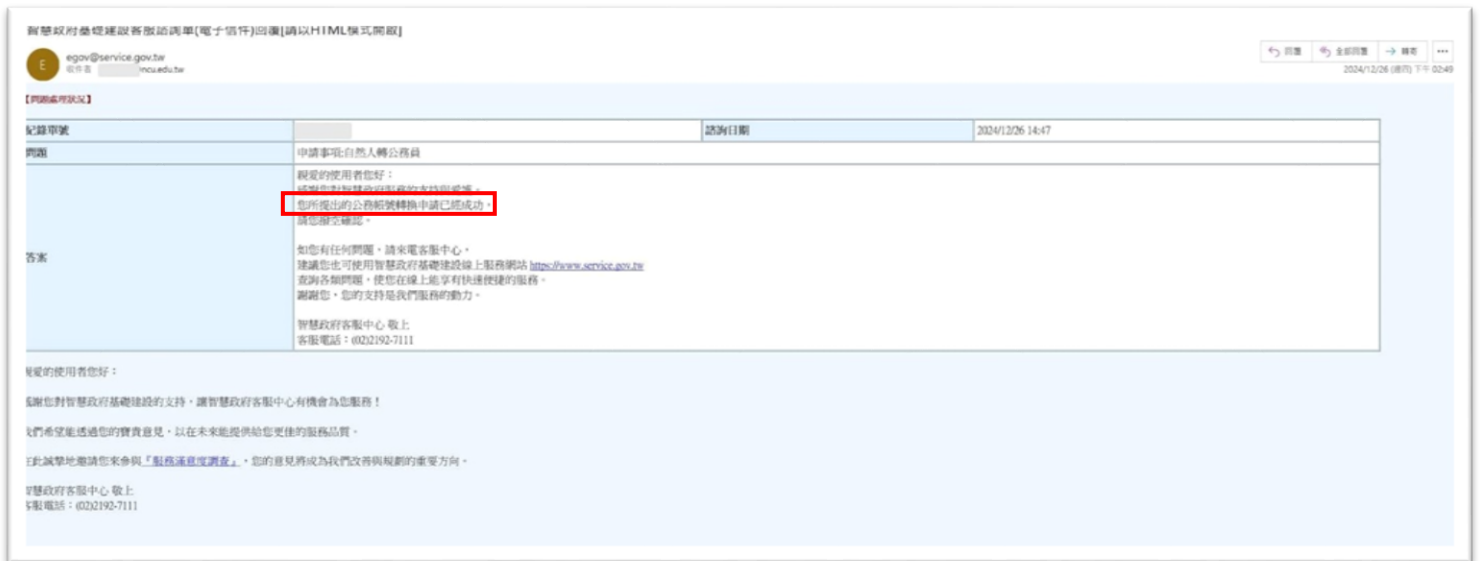 智慧政府基礎建設客服諮詢單(電子信件)回覆[請以HTML模式開啟]
E
egov@service.gov.tw
收件者 ncu.edu.tw
回覆 全部回覆 轉寄 ...
2024/12/26 (週四) 下午 02:49
【問題處理狀況】
紀錄單號 諮詢日期 2024/12/26 14:47
問題 申請事項:自然人轉公務員
親愛的使用者您好：
感謝您對智慧政府服務的支持與愛護。
您所提出的公務帳號轉換申請已經成功。
請您撥空確認。
答案
如您有任何問題，請來電客服中心。
建議您也可使用智慧政府基礎建設線上服務網站 https://www.service.gov.tw
查詢各類問題，使您在線上能享有快速便捷的服務。
謝謝您，您的支持是我們服務的動力。
智慧政府客服中心 敬上
客服電話：(02)2192-7111
親愛的使用者您好：
感謝您對智慧政府基礎建設的支持，讓智慧政府客服中心有機會為您服務！
我們希望能透過您的寶貴意見，以在未來能提供給您更佳的服務品質。
在此誠摯地邀請您來參與『服務滿意度調查』，您的意見將成為我們改善與規劃的重要方向。
智慧政府客服中心 敬上
客服電話：(02)2192-7111